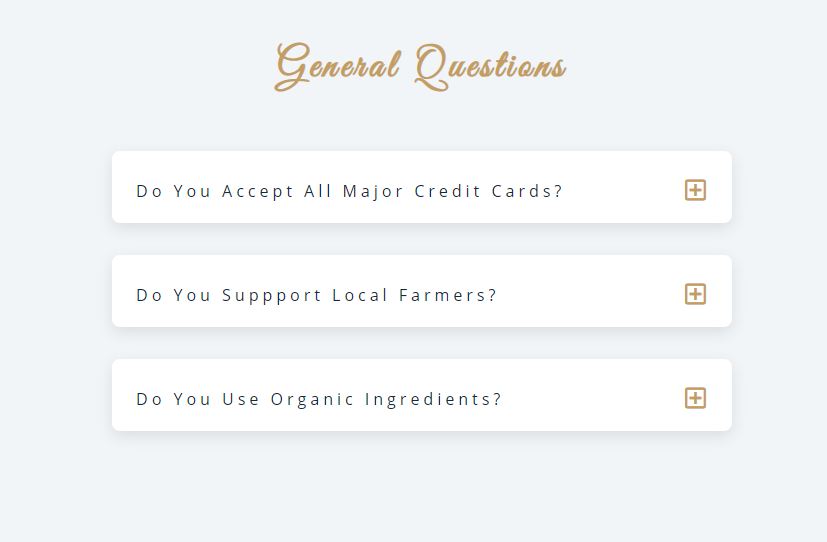 General Questions
Do You Accept All Major Credit Cards?
Do You Suppport Local Farmers?
Do You Use Organic Ingredients?